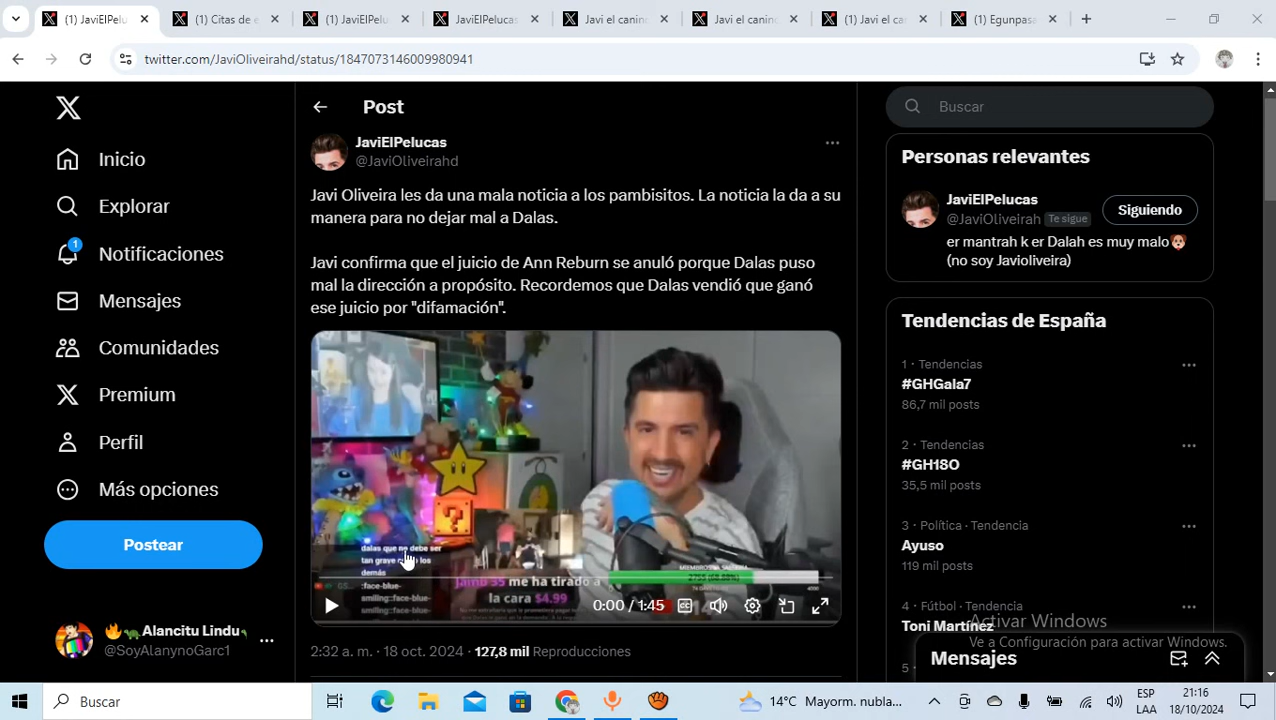 (1) JaviElPelu
(1) Citas de e
(1) JaviElPelu
JaviElPelucas
Javi el canino
Javi el canino
(1) Javi el ca
(1) Egunpasa
twitter.com/JaviOliveirahd/status/1847073146009980941
Post
Buscar
JaviElPelucas
@JaviOliveirahd
Javi Oliveira les da una mala noticia a los pambisitos. La noticia la da a su
manera para no dejar mal a Dalas.
Javi confirma que el juicio de Ann Reburn se anuló porque Dalas puso
mal la dirección a propósito. Recordemos que Dalas vendió que ganó
ese juicio por "difamación".
Inicio
Explorar
1
Notificaciones
Mensajes
Comunidades
Premium
Perfil
Más opciones
Postear
🔥🦎Alancitu Lindu
@SoyAlanynoGarc1
dalas que no debe ser
tan grave los
demás
:face-blue-
smiling::face-blue-
smiling::face-blue-
me ha tirado a
la cara $4.99
0:00 / 1:45
2:32 a. m. · 18 oct. 2024 · 127,8 mil Reproducciones
Personas relevantes
JaviElPelucas
@JaviOliveirah Te sigue
Siguiendo
er mantrah k er Dalah es muy malo🐶
(no soy Javioliveira)
Tendencias de España
1 · Tendencias
#GHGala7
86,7 mil posts
2 · Tendencias
#GH18O
35,5 mil posts
3 · Política · Tendencia
Ayuso
119 mil posts
4 · Fútbol · Tendencia
Toni Martínez
5 ·
Activar Windows
Ve a Configuración para activar Windows.
Mensajes
Buscar
14°C Mayorm. nubla...
ESP
LAA
21:16
18/10/2024